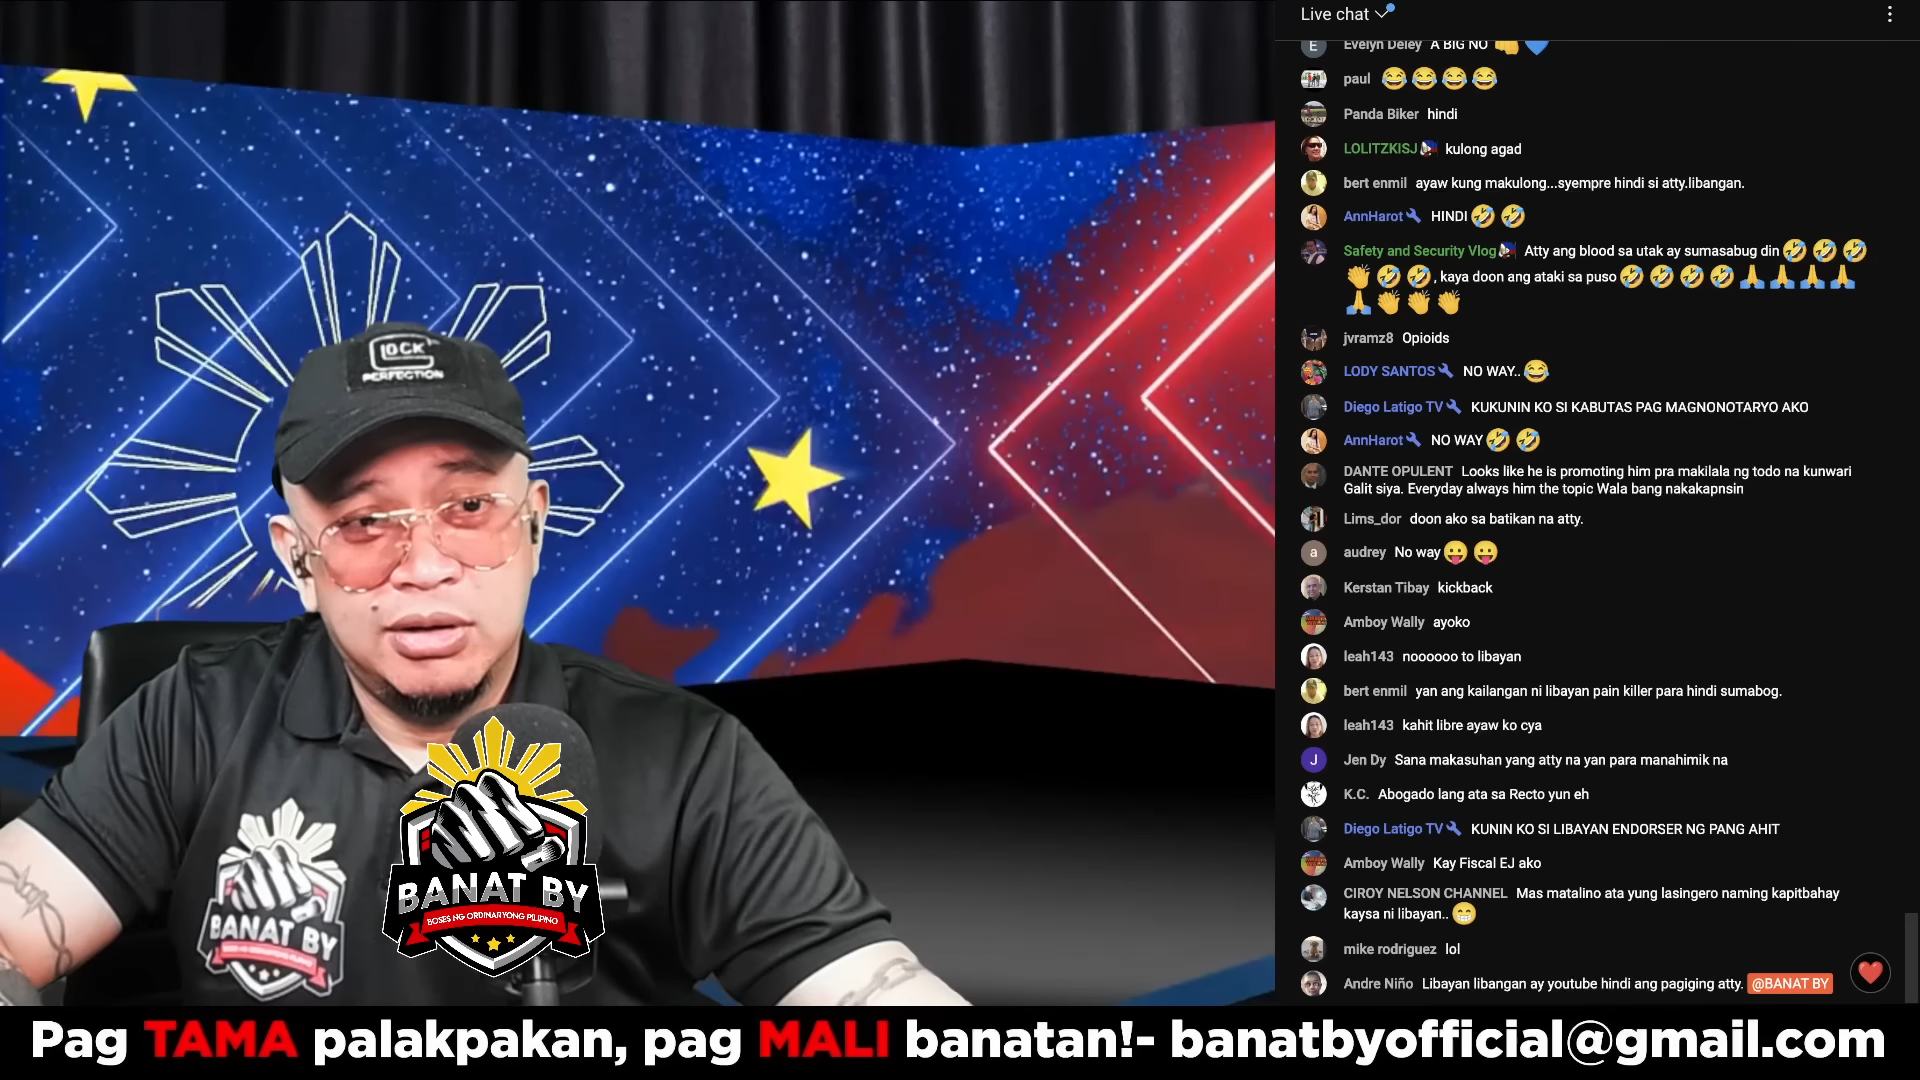 Live chat
Evelyn Deley A BIG NO 👊💙
paul 😂😂😂😂
Panda Biker hindi
LOLITZKISJ kulong agad
bert enmil ayaw kung makulong...syempre hindi si atty.libangan.
AnnHarot HINDI 🤣🤣
Safety and Security Vlog Atty ang blood sa utak ay sumasabug din 🤣🤣🤣
👏🤣🤣, kaya doon ang ataki sa puso 🤣🤣🤣🤣🙏🙏🙏🙏
🙏👏👏👏
jvramz8 Opioids
LODY SANTOS NO WAY..😂
Diego Latigo TV KUKUNIN KO SI KABUTAS PAG MAGNONOTARYO AKO
AnnHarot NO WAY 🤣🤣
DANTE OPULENT Looks like he is promoting him pra makilala ng todo na kunwari
Galit siya. Everyday always him the topic Wala bang nakakapnsin
Lims_dor doon ako sa batikan na atty.
a
audrey No way 😛😛
Kerstan Tibay kickback
Amboy Wally ayoko
leah143 noooooo to libayan
bert enmil yan ang kailangan ni libayan pain killer para hindi sumabog.
leah143 kahit libre ayaw ko cya
J
Jen Dy Sana makasuhan yang atty na yan para manahimik na
K.C. Abogado lang ata sa Recto yun eh
Diego Latigo TV KUNIN KO SI LIBAYAN ENDORSER NG PANG AHIT
Amboy Wally Kay Fiscal EJ ako
CIROY NELSON CHANNEL Mas matalino ata yung lasingero naming kapitbahay
kaysa ni libayan.. 😁
mike rodriguez lol
Andre Niño Libayan libangan ay youtube hindi ang pagiging atty. @BANAT BY
GLOCK
PERFECTION
BANAT BY
BANAT BY
BOSES NG ORDINARYONG PILIPINO
Pag TAMA palakpakan, pag MALI banatan!- banatbyofficial@gmail.com